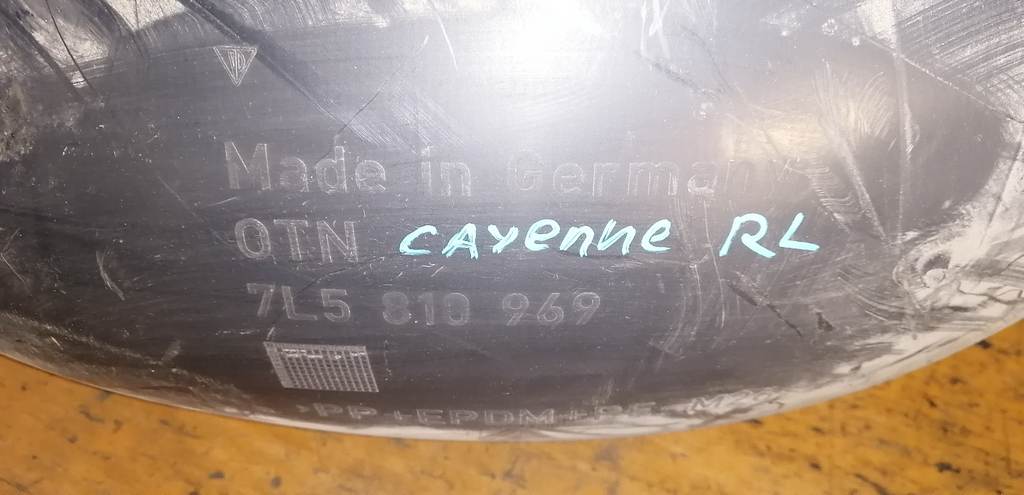 Made in Germany
OTN CAYENNE RL
7L5 810 969
PP+EPDM+PE